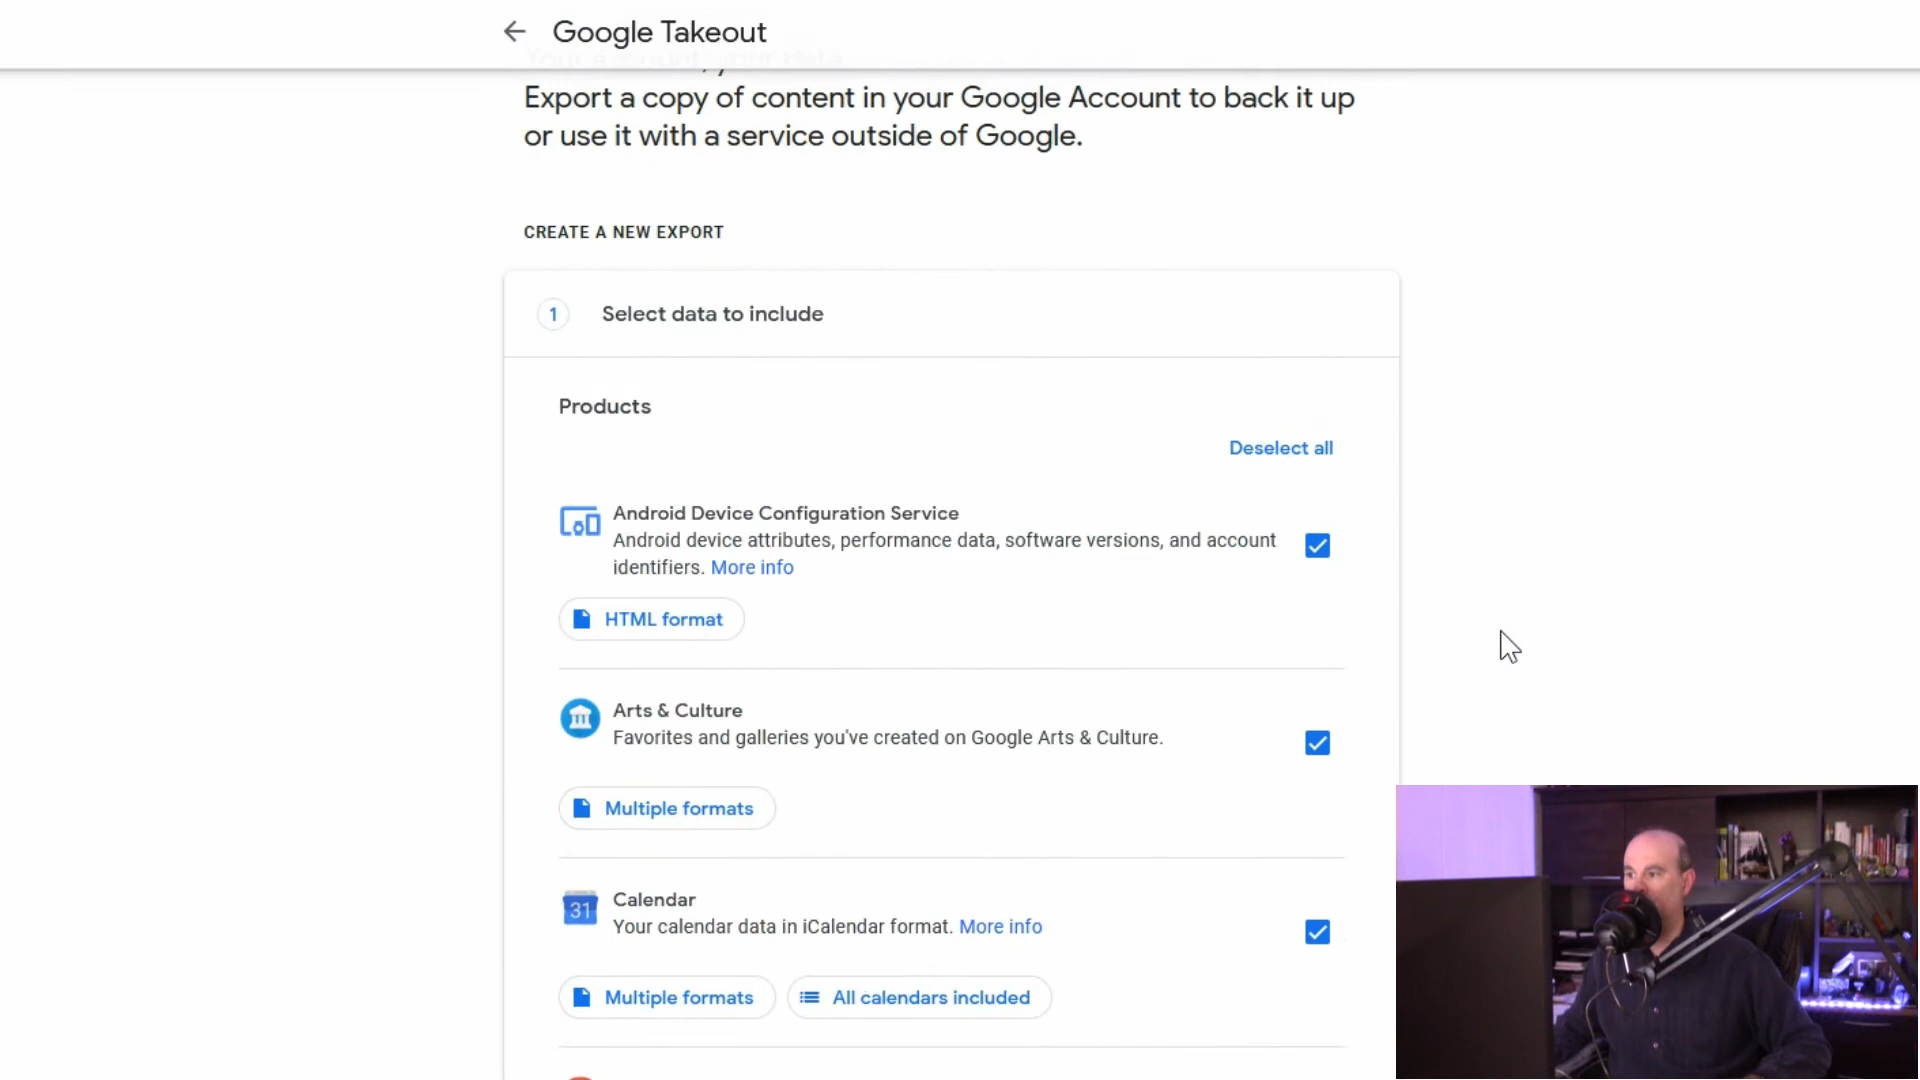 Google Takeout
Export a copy of content in your Google Account to back it up
or use it with a service outside of Google.
CREATE A NEW EXPORT
1 Select data to include
Products
Deselect all
Android Device Configuration Service
Android device attributes, performance data, software versions, and account
identifiers. More info
HTML format
Arts & Culture
Favorites and galleries you've created on Google Arts & Culture.
Multiple formats
31
Calendar
Your calendar data in iCalendar format. More info
Multiple formats
All calendars included